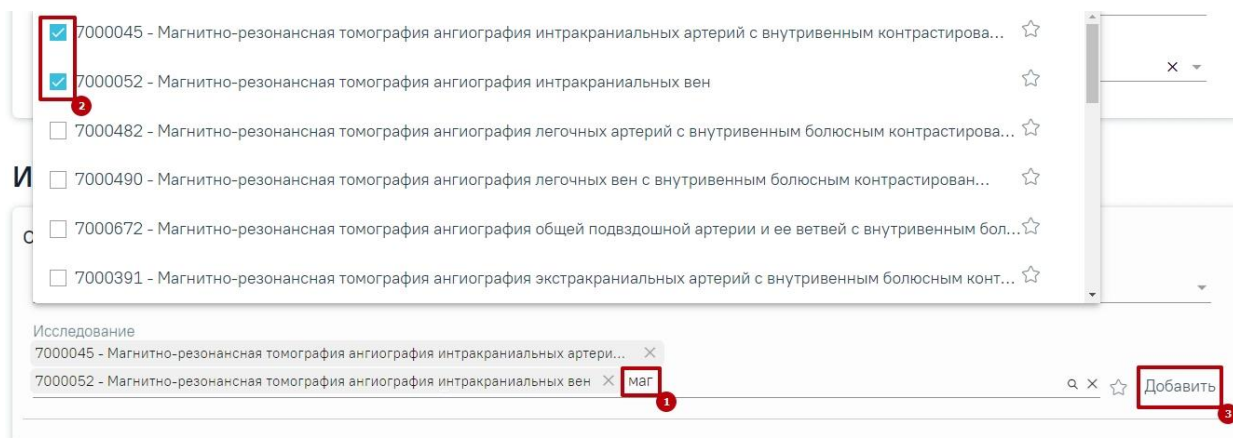 7000045 - Магнитно-резонансная томография ангиография интракраниальных артерий с внутривенным контрастирова...
7000052 - Магнитно-резонансная томография ангиография интракраниальных вен
2
7000482 - Магнитно-резонансная томография ангиография легочных артерий с внутривенным болюсным контрастирова...
7000490 - Магнитно-резонансная томография ангиография легочных вен с внутривенным болюсным контрастирован...
7000672 - Магнитно-резонансная томография ангиография общей подвздошной артерии и ее ветвей с внутривенным бол...
7000391 - Магнитно-резонансная томография ангиография экстракраниальных артерий с внутривенным болюсным конт...
Исследование
7000045 - Магнитно-резонансная томография ангиография интракраниальных артери...
7000052 - Магнитно-резонансная томография ангиография интракраниальных вен маг Добавить
1 3